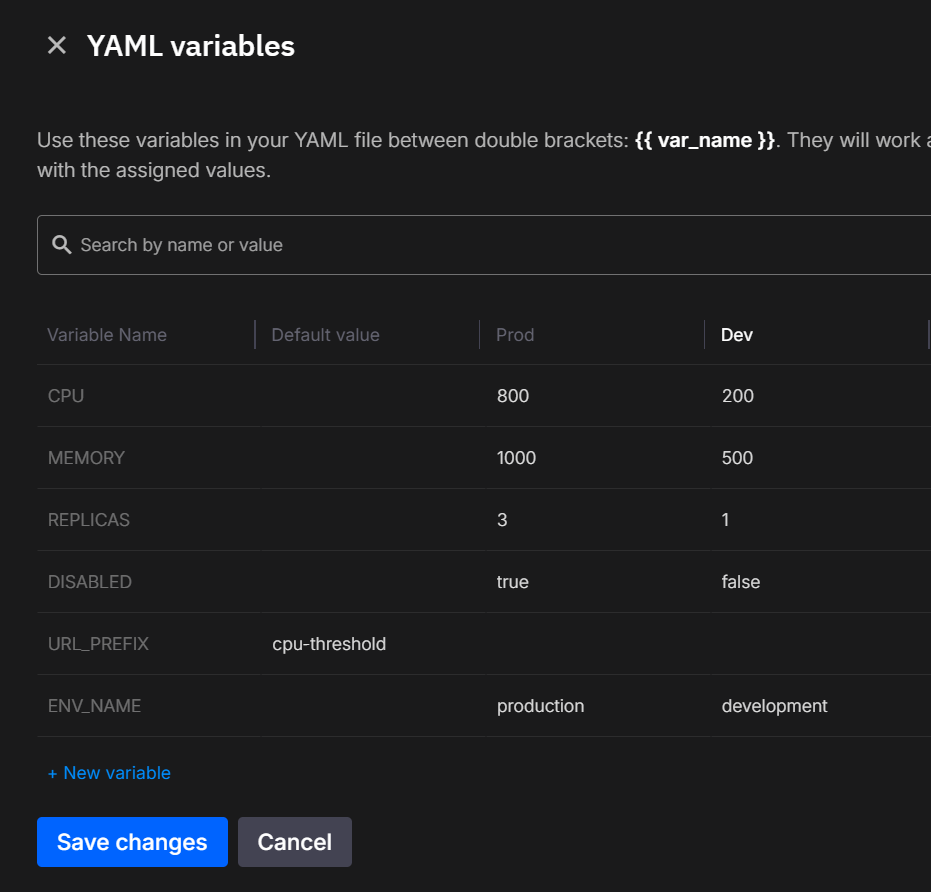 YAML variables
Use these variables in your YAML file between double brackets: {{ var_name }}. They will work
with the assigned values.
Search by name or value
Variable Name Default value Prod Dev
CPU 800 200
MEMORY 1000 500
REPLICAS 3 1
DISABLED true false
URL_PREFIX cpu-threshold
ENV_NAME production development
+ New variable
Save changes Cancel